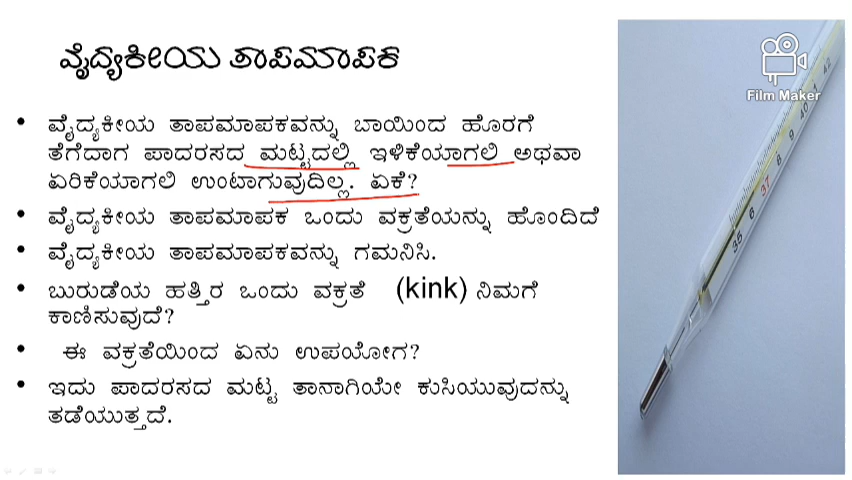 ವೈದ್ಯಕೀಯ ತಾಪಮಾಪಕ
• ವೈದ್ಯಕೀಯ ತಾಪಮಾಪಕವನ್ನು ಬಾಯಿಂದ ಹೊರಗೆ
ತೆಗೆದಾಗ ಪಾದರಸದ ಮಟ್ಟದಲ್ಲಿ ಇಳಿಕೆಯಾಗಲಿ ಅಥವಾ
ಏರಿಕೆಯಾಗಲಿ ಉಂಟಾಗುವುದಿಲ್ಲ. ಏಕೆ?
• ವೈದ್ಯಕೀಯ ತಾಪಮಾಪಕ ಒಂದು ವಕ್ರತೆಯನ್ನು ಹೊಂದಿದೆ
• ವೈದ್ಯಕೀಯ ತಾಪಮಾಪಕವನ್ನು ಗಮನಿಸಿ.
• ಬುರುಡೆಯ ಹತ್ತಿರ ಒಂದು ವಕ್ರತೆ (kink) ನಿಮಗೆ
ಕಾಣಿಸುವುದೆ?
• ಈ ವಕ್ರತೆಯಿಂದ ಏನು ಉಪಯೋಗ?
• ಇದು ಪಾದರಸದ ಮಟ್ಟ ತಾನಾಗಿಯೇ ಕುಸಿಯುವುದನ್ನು
ತಡೆಯುತ್ತದೆ.
Film Maker
35 6 37 8 9 40 1 42